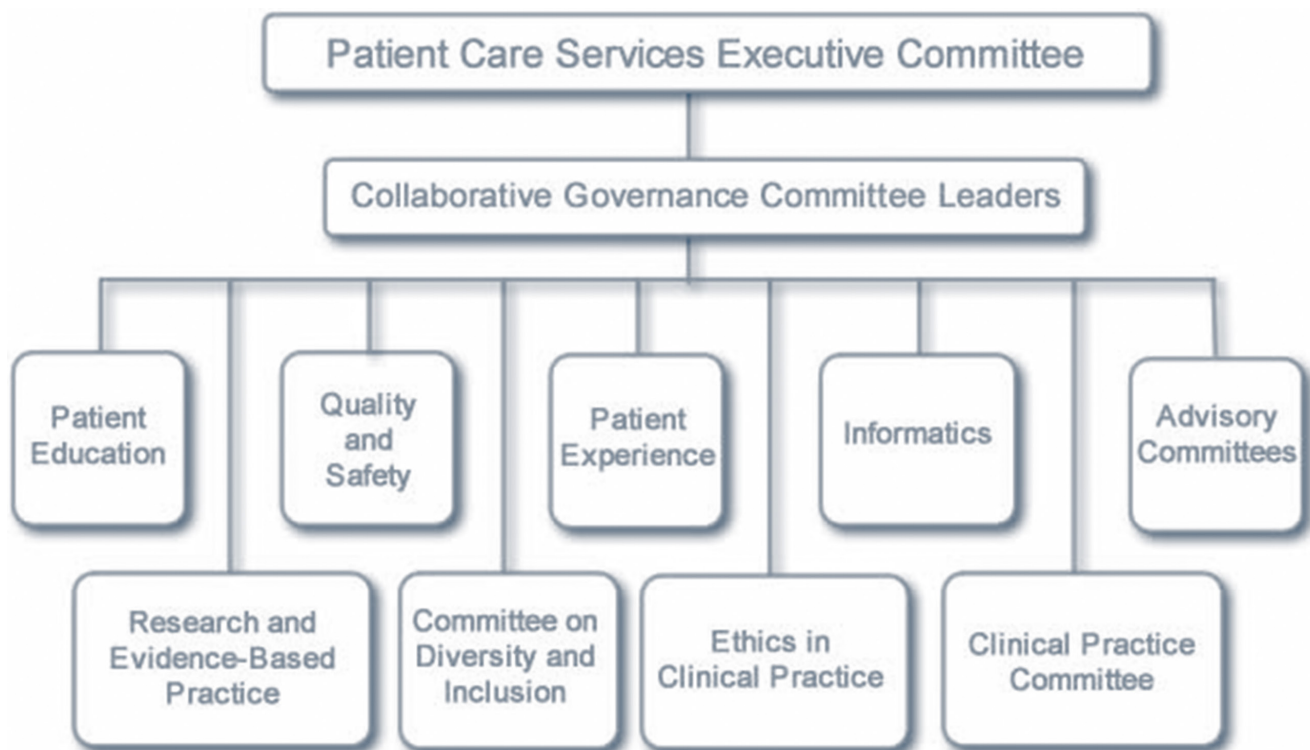 Patient Care Services Executive Committee
Collaborative Governance Committee Leaders
Patient
Education
Quality
and
Safety
Patient
Experience
Informatics
Advisory
Committees
Research and
Evidence-Based
Practice
Committee on
Diversity and
Inclusion
Ethics in
Clinical Practice
Clinical Practice
Committee